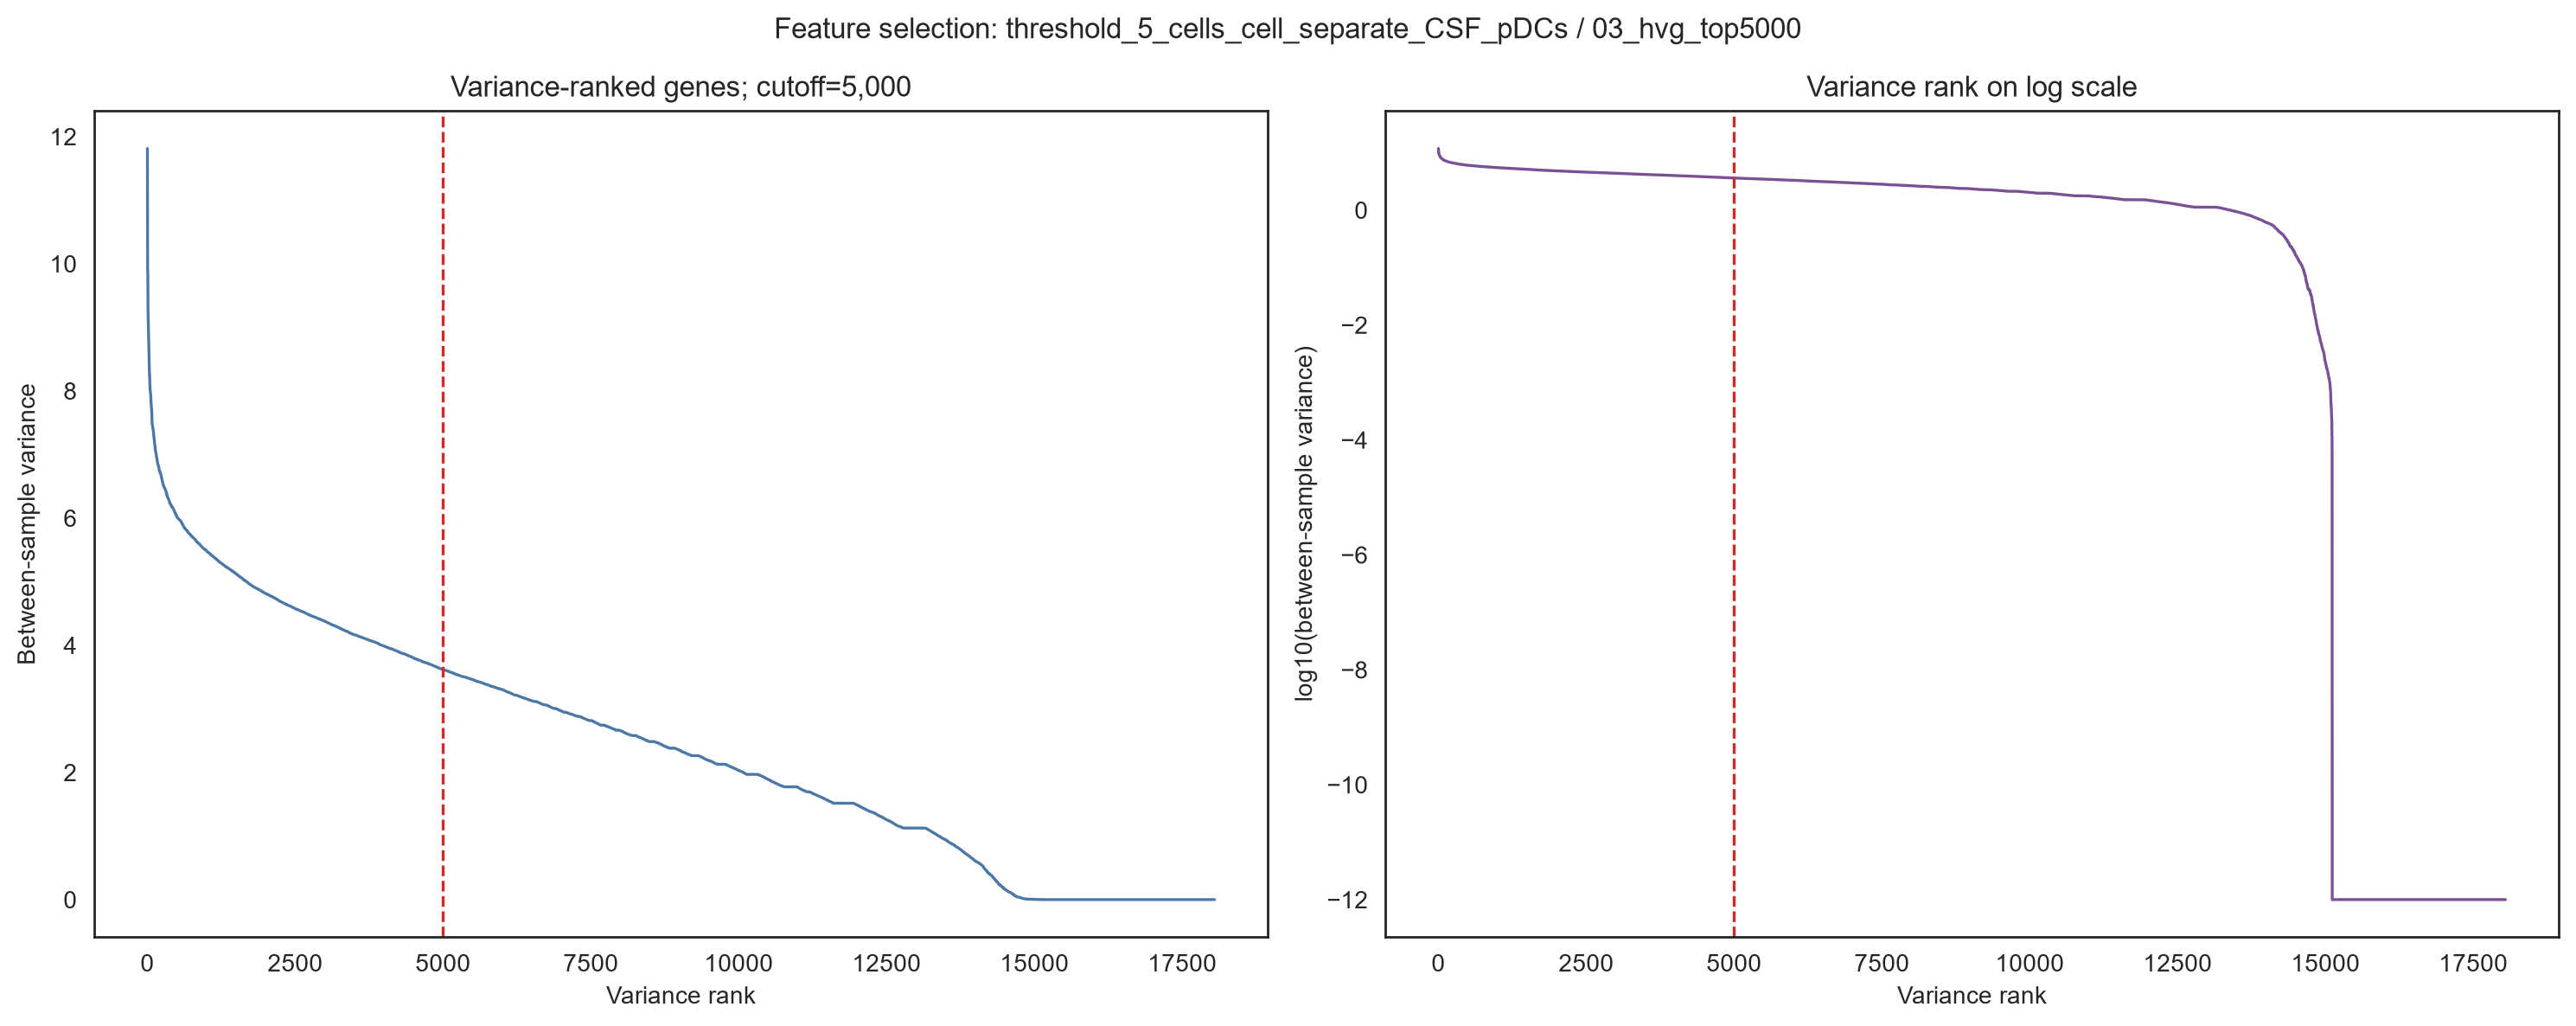 Feature selection: threshold_5_cells_cell_separate_CSF_pDCs / 03_hvg_top5000
Variance-ranked genes; cutoff=5,000
12
10
8
6
4
2
0
Between-sample variance
0 2500 5000 7500 10000 12500 15000 17500
Variance rank
Variance rank on log scale
0
−2
−4
−6
−8
−10
−12
log10(between-sample variance)
0 2500 5000 7500 10000 12500 15000 17500
Variance rank